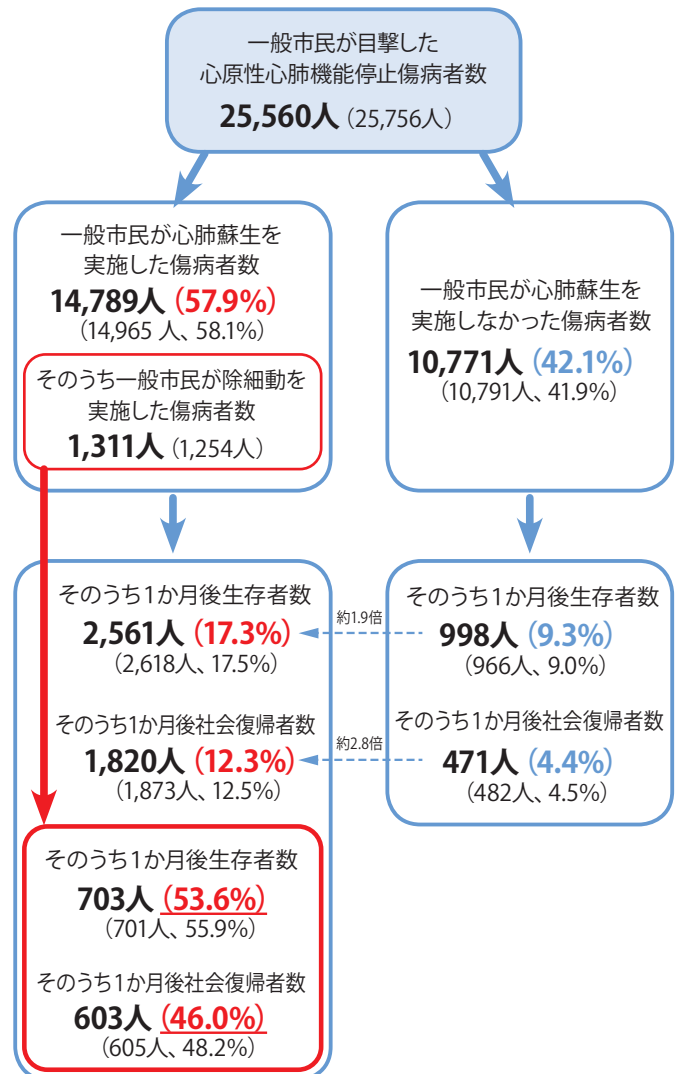 一般市民が目撃した
心原性心肺機能停止傷病者数
25,560人（25,756人）
一般市民が心肺蘇生を
実施した傷病者数
14,789人（57.9%）
（14,965 人、58.1%）
そのうち一般市民が除細動を
実施した傷病者数
1,311人（1,254人）
一般市民が心肺蘇生を
実施しなかった傷病者数
10,771人（42.1%）
（10,791人、41.9%）
そのうち1か月後生存者数
2,561人（17.3%）
（2,618人、17.5%）
約1.9倍
そのうち1か月後生存者数
998人（9.3%）
（966人、9.0%）
そのうち1か月後社会復帰者数
1,820人（12.3%）
（1,873人、12.5%）
約2.8倍
そのうち1か月後社会復帰者数
471人（4.4%）
（482人、4.5%）
そのうち1か月後生存者数
703人（53.6%）
（701人、55.9%）
そのうち1か月後社会復帰者数
603人（46.0%）
（605人、48.2%）